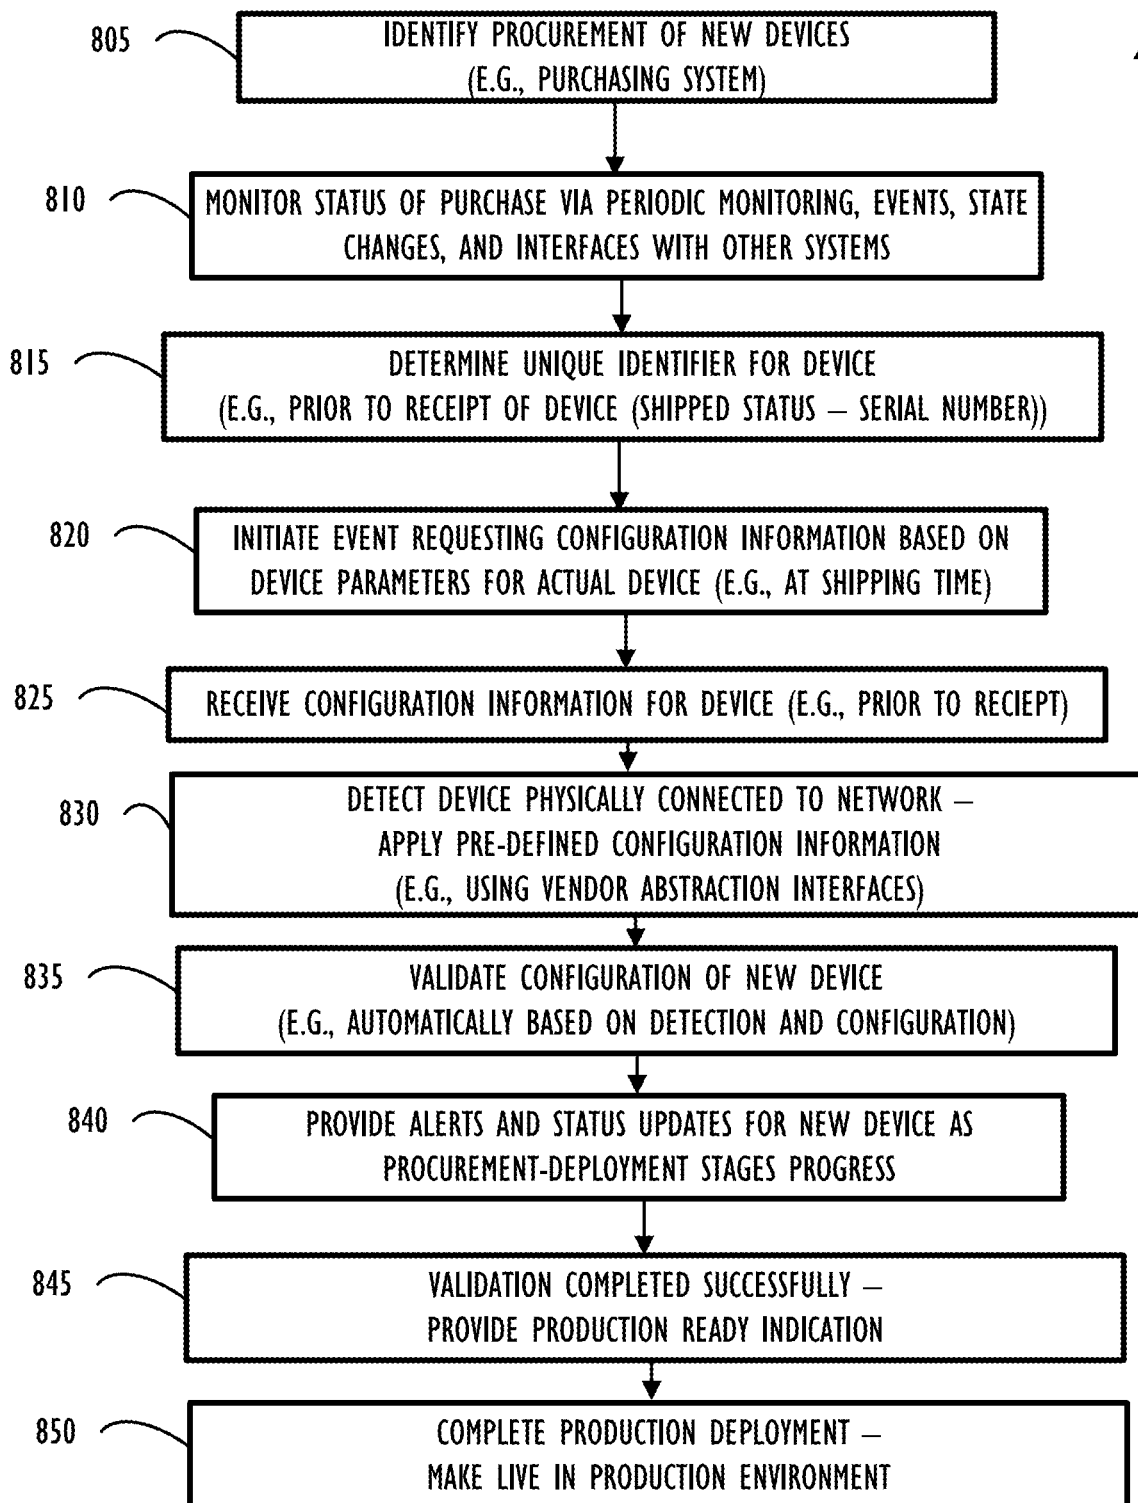 805
IDENTIFY PROCUREMENT OF NEW DEVICES
(E.G., PURCHASING SYSTEM)
810
MONITOR STATUS OF PURCHASE VIA PERIODIC MONITORING, EVENTS, STATE
CHANGES, AND INTERFACES WITH OTHER SYSTEMS
815
DETERMINE UNIQUE IDENTIFIER FOR DEVICE
(E.G., PRIOR TO RECEIPT OF DEVICE (SHIPPED STATUS – SERIAL NUMBER))
820
INITIATE EVENT REQUESTING CONFIGURATION INFORMATION BASED ON
DEVICE PARAMETERS FOR ACTUAL DEVICE (E.G., AT SHIPPING TIME)
825
RECEIVE CONFIGURATION INFORMATION FOR DEVICE (E.G., PRIOR TO RECIEPT)
830
DETECT DEVICE PHYSICALLY CONNECTED TO NETWORK –
APPLY PRE-DEFINED CONFIGURATION INFORMATION
(E.G., USING VENDOR ABSTRACTION INTERFACES)
835
VALIDATE CONFIGURATION OF NEW DEVICE
(E.G., AUTOMATICALLY BASED ON DETECTION AND CONFIGURATION)
840
PROVIDE ALERTS AND STATUS UPDATES FOR NEW DEVICE AS
PROCUREMENT-DEPLOYMENT STAGES PROGRESS
845
VALIDATION COMPLETED SUCCESSFULLY –
PROVIDE PRODUCTION READY INDICATION
850
COMPLETE PRODUCTION DEPLOYMENT –
MAKE LIVE IN PRODUCTION ENVIRONMENT